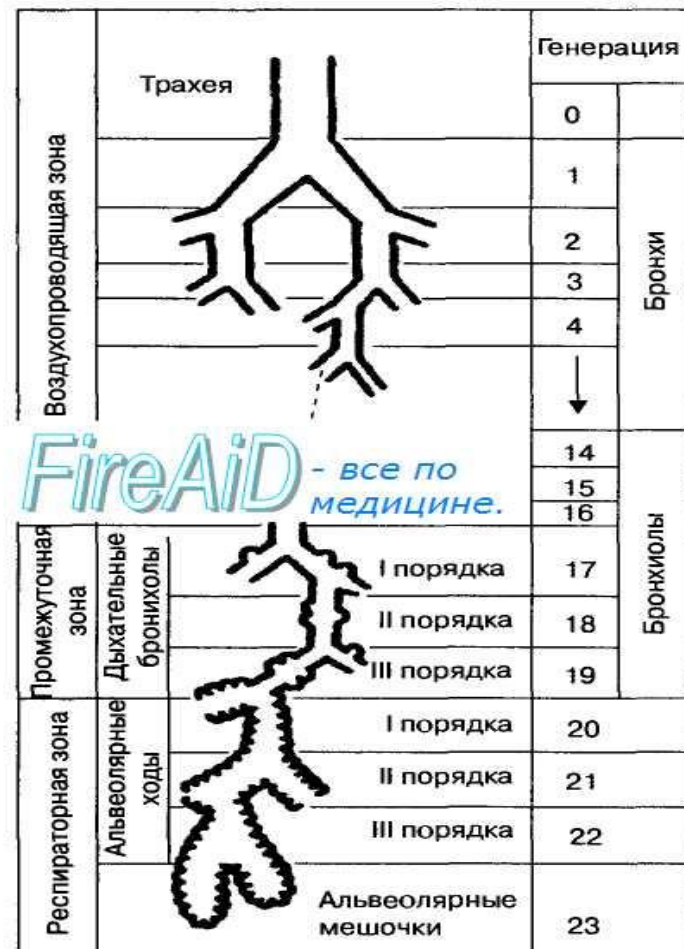 Генерация
Трахея
0
Воздухопроводящая зона
1
2
3
4
Бронхи
FireAiD - все по
медицине.
14
15
16
Промежуточная
зона
Дыхательные
бронихолы
I порядка
17
II порядка
18
III порядка
19
Бронхиолы
Респираторная зона
Альвеолярные
ходы
I порядка
20
II порядка
21
III порядка
22
Альвеолярные
мешочки
23